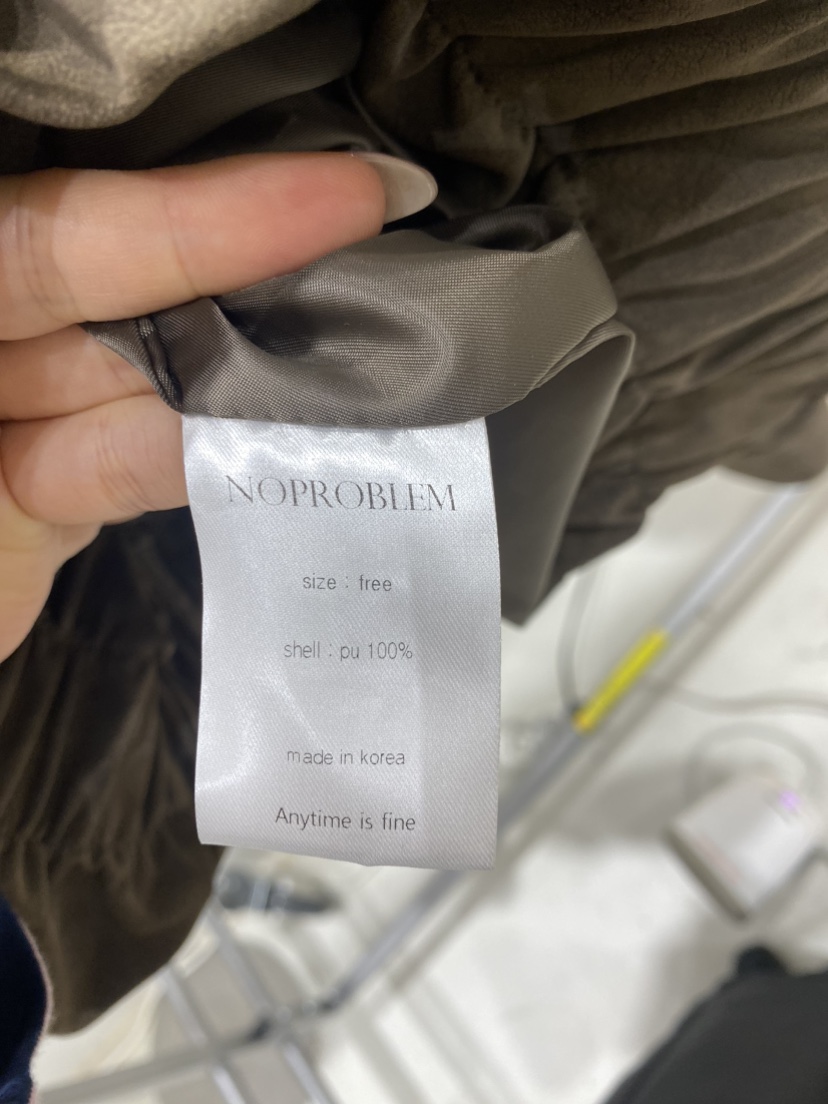 NOPROBLEM
size : free
shell : pu 100%
made in korea
Anytime is fine